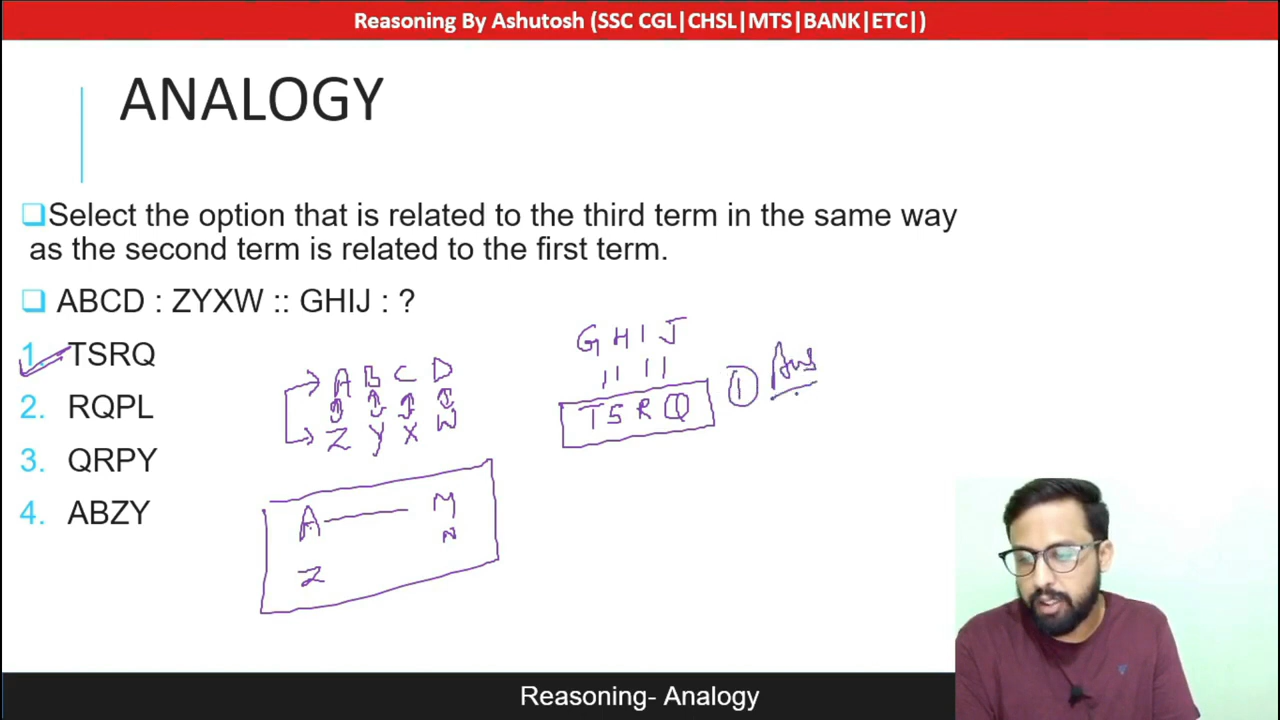 Reasoning By Ashutosh (SSC CGL|CHSL|MTS|BANK|ETC|)
ANALOGY
Select the option that is related to the third term in the same way
as the second term is related to the first term.
ABCD : ZYXW :: GHIJ : ?
1. TSRQ
2. RQPL
3. QRPY
4. ABZY
A B C D
Z Y X W
A M
Z N
G H I J
T S R Q
1 Ans
Reasoning- Analogy